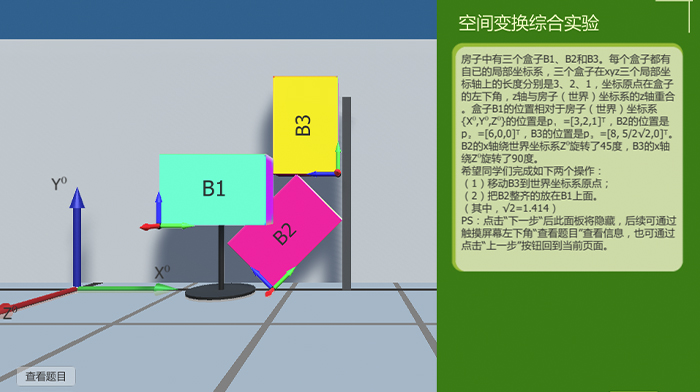 空间变换综合实验
房子中有三个盒子B1、B2和B3。每个盒子都有
自已的局部坐标系，三个盒子在xyz三个局部坐
标轴上的长度分别是3、2、1，坐标原点在盒子
的左下角，z轴与房子（世界）坐标系的z轴重合
。盒子B1的位置相对于房子（世界）坐标系
{X⁰,Y⁰,Z⁰}的位置是p₁ =[3,2,1]ᵀ，B2的位置是
p₂ =[6,0,0]ᵀ，B3的位置是p₃ =[8, 5/2√2,0]ᵀ。
B2的x轴绕世界坐标系Z⁰旋转了45度，B3的x轴
绕Z⁰旋转了90度。
希望同学们完成如下两个操作：
（１）移动B3到世界坐标系原点；
（２）把B2整齐的放在B1上面。
（其中，√2=1.414）
PS：点击"下一步"后此面板将隐藏，后续可通过
触摸屏幕左下角"查看题目"查看信息，也可通过
点击"上一步"按钮回到当前页面。
B3
B1
B2
Y⁰
X⁰
Z⁰
查看题目